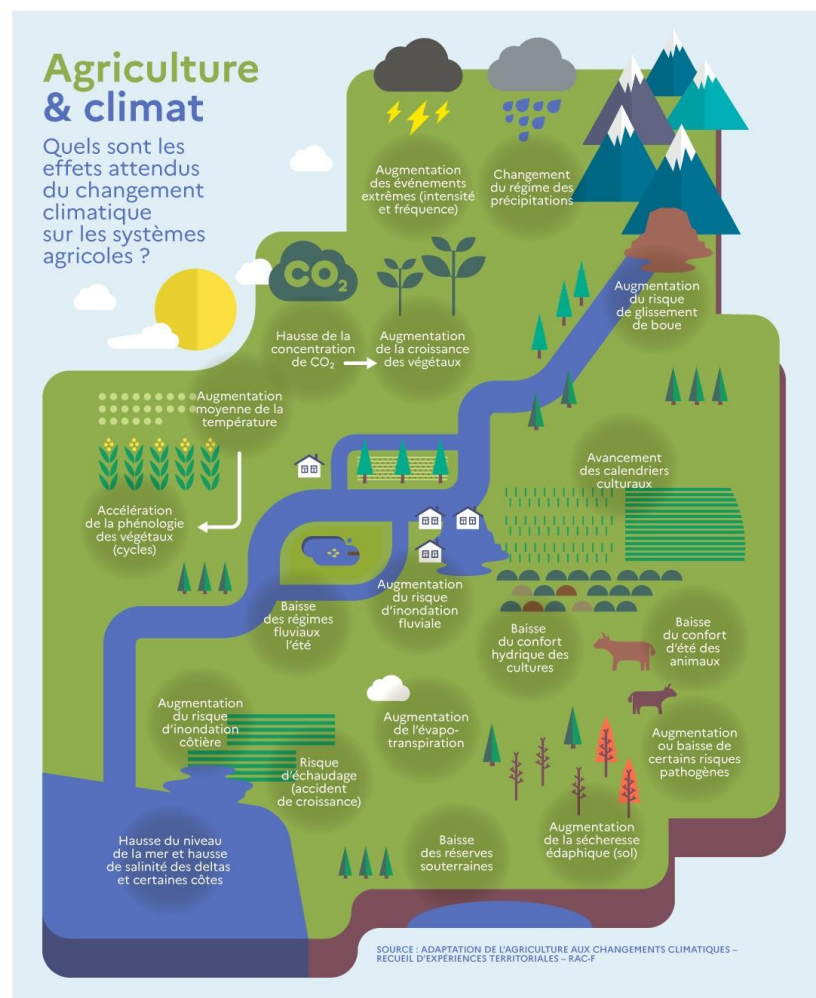 Agriculture
& climat
Quels sont les
effets attendus
du changement
climatique
sur les systèmes
agricoles ?
Augmentation
des événements
extrêmes (intensité
et fréquence)
Changement
du régime des
précipitations
Augmentation
du risque
de glissement
de boue
CO₂
Hausse de la
concentration
de CO₂
Augmentation
de la croissance
des végétaux
Augmentation
moyenne de la
température
Accélération
de la phénologie
des végétaux
(cycles)
Avancement
des calendriers
culturaux
Baisse
des régimes
fluviaux
l'été
Augmentation
du risque
d'inondation
fluviale
Baisse
du confort
hydrique des
cultures
Baisse
du confort
d'été des
animaux
Augmentation
du risque
d'inondation
côtière
Risque
d'échaudage
(accident
de croissance)
Augmentation
de l'évapo-
transpiration
Augmentation
ou baisse de
certains risques
pathogènes
Hausse du niveau
de la mer et hausse
de salinité des deltas
et certaines côtes
Baisse
des réserves
souterraines
Augmentation
de la sécheresse
édaphique (sol)
SOURCE : ADAPTATION DE L'AGRICULTURE AUX CHANGEMENTS CLIMATIQUES –
RECUEIL D'EXPÉRIENCES TERRITORIALES – RAC-F